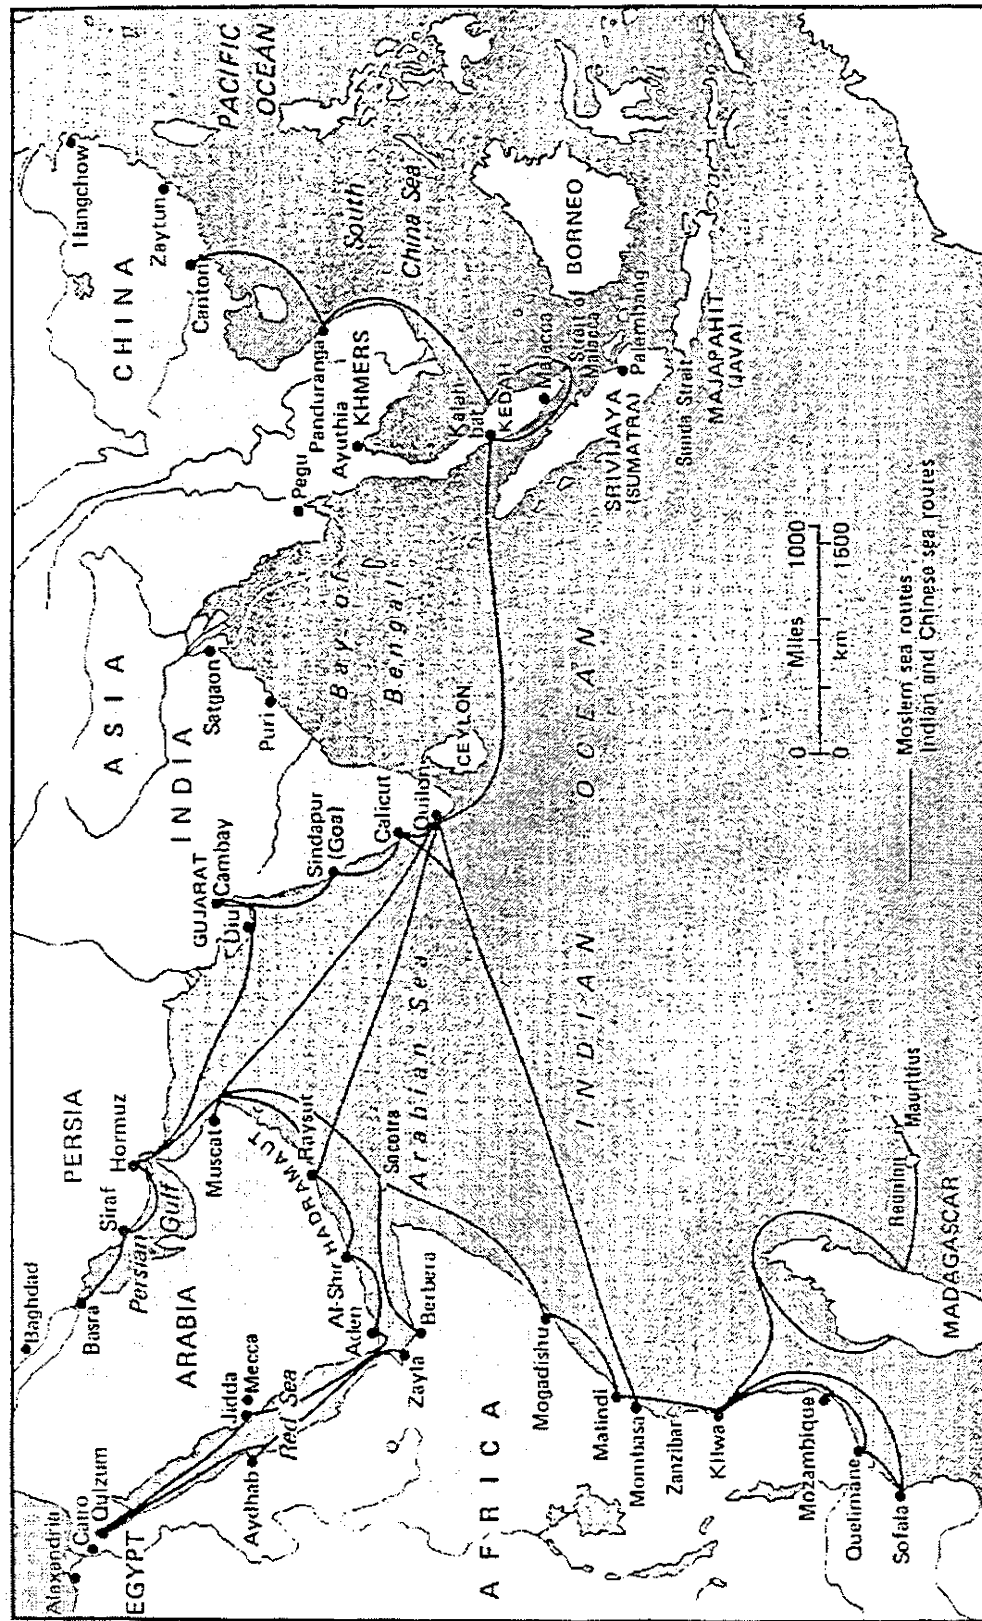 Alexandria
Cairo
Qulzum
EGYPT
Baghdad
Basra
Siraf
Persian
Gulf
PERSIA
Hormuz
ARABIA
Jidda
Mecca
Aydhab
Red Sea
Muscat
HADRAMAUT
Raysut
Al-Shir
Aden
Zayla
Berbera
Socotra
Arabian Sea
AFRICA
Mogadishu
Malindi
Mombasa
Zanzibar
Kilwa
Mozambique
Quelimane
Sofala
MADAGASCAR
Reunion
Mauritius
ASIA
INDIA
GUJARAT
Cambay
Diu
Sindapur
(Goa)
Calicut
Quilon
CEYLON
Puri
Satgaon
Bay of
Bengal
INDIAN OCEAN
CHINA
Hangchow
Zaytun
Canton
PACIFIC
OCEAN
South
China Sea
Pegu
Panduranga
Ayuthia
KHMERS
Kalah
bar
KEDAH
Malacca
Strait of
Malacca
BORNEO
SRIVIJAYA
(SUMATRA)
Palembang
Sunda Strait
MAJAPAHIT
(JAVA)
0 Miles 1000
0 km 1500
Moslem sea routes
Indian and Chinese sea routes